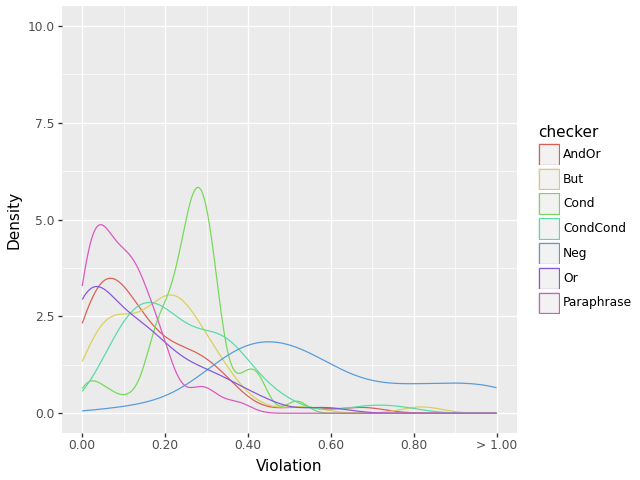 10.0
7.5
5.0
2.5
0.0
Density
0.00 0.20 0.40 0.60 0.80 > 1.00
Violation
checker
AndOr
But
Cond
CondCond
Neg
Or
Paraphrase